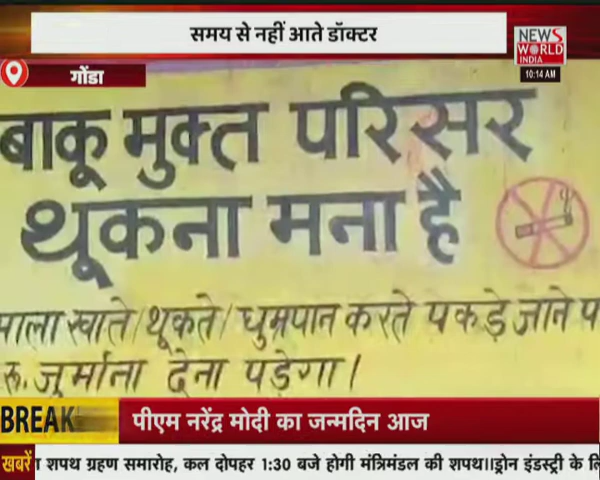 समय से नहीं आते डॉक्टर
NEWS
WORLD
INDIA
10:14 AM
गोंडा
बाकू मुक्त परिसर
थूकना मना है
खाते/थूकते/धुम्रपान करते पकड़े जाने
रु. जुर्माना देना पड़ेगा।
BREAK
पीएम नरेंद्र मोदी का जन्मदिन आज
खबरें शपथ ग्रहण समारोह, कल दोपहर 1:30 बजे होगी मंत्रिमंडल की शपथ॥ड्रोन इंडस्ट्री के